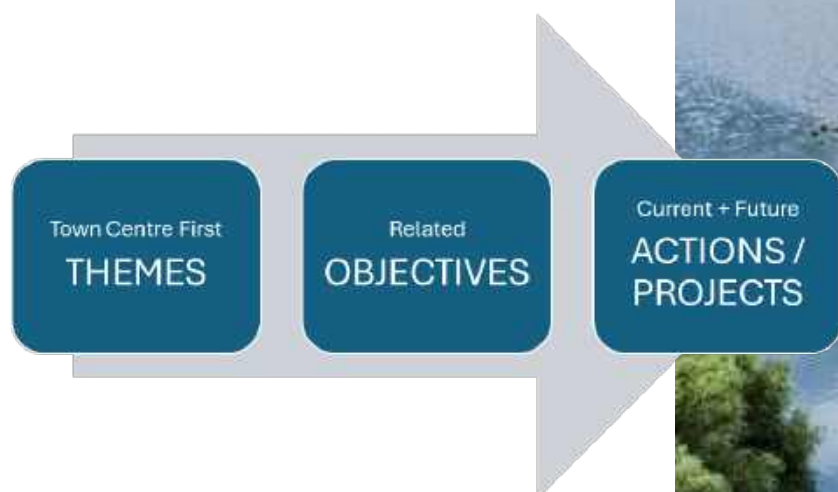 Town Centre First
THEMES
Related
OBJECTIVES
Current + Future
ACTIONS /
PROJECTS